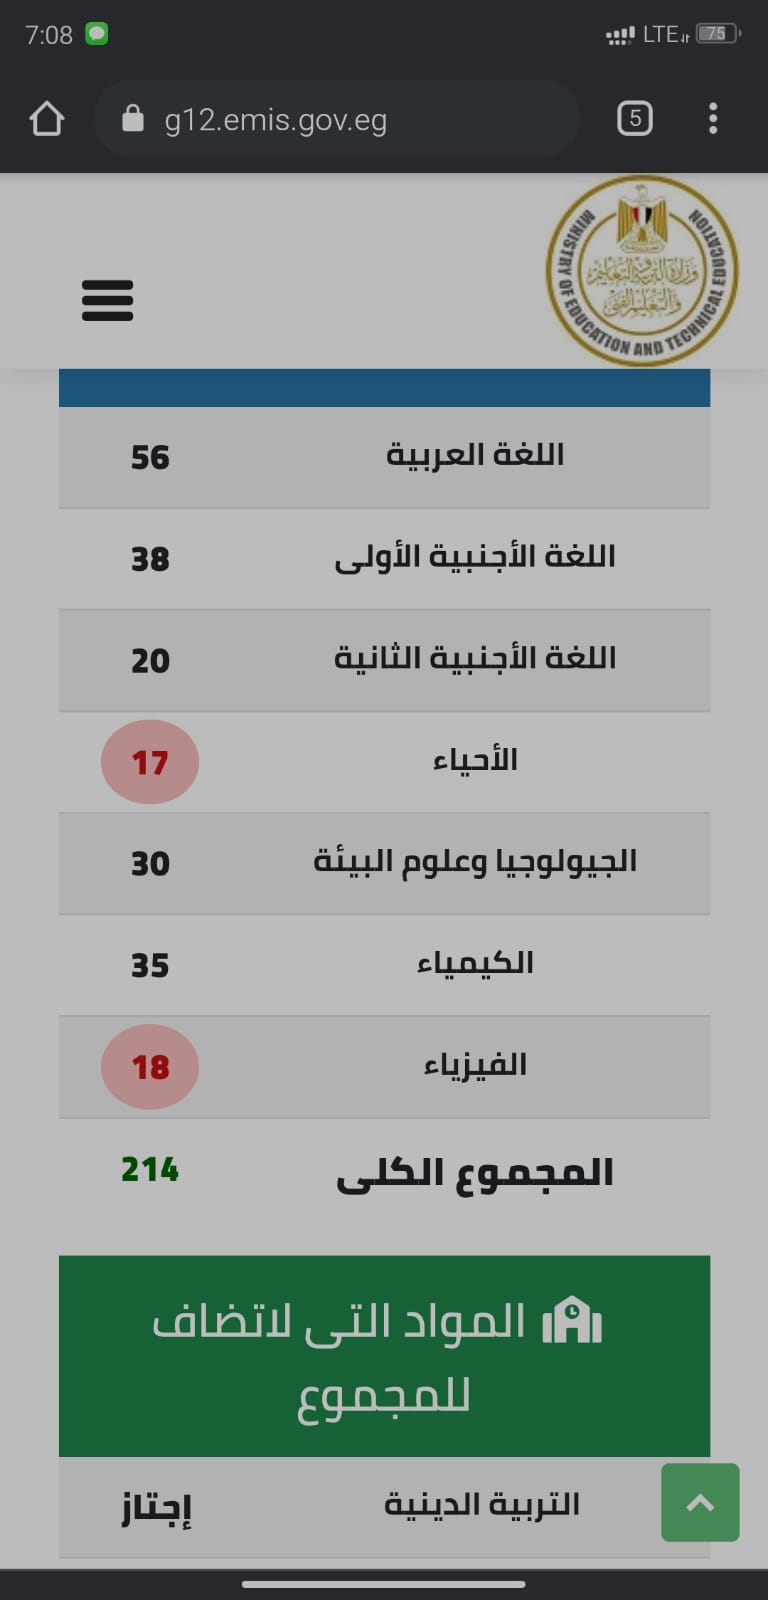 7:08 LTE 75
g12.emis.gov.eg 5
وزارة التربية والتعليم
والتعليم الفنى
MINISTRY OF EDUCATION AND TECHNICAL EDUCATION
اللغة العربية 56
اللغة الأجنبية الأولى 38
اللغة الأجنبية الثانية 20
الأحياء 17
الجيولوجيا وعلوم البيئة 30
الكيمياء 35
الفيزياء 18
المجموع الكلى 214
المواد التى لاتضاف
للمجموع
التربية الدينية إجتاز